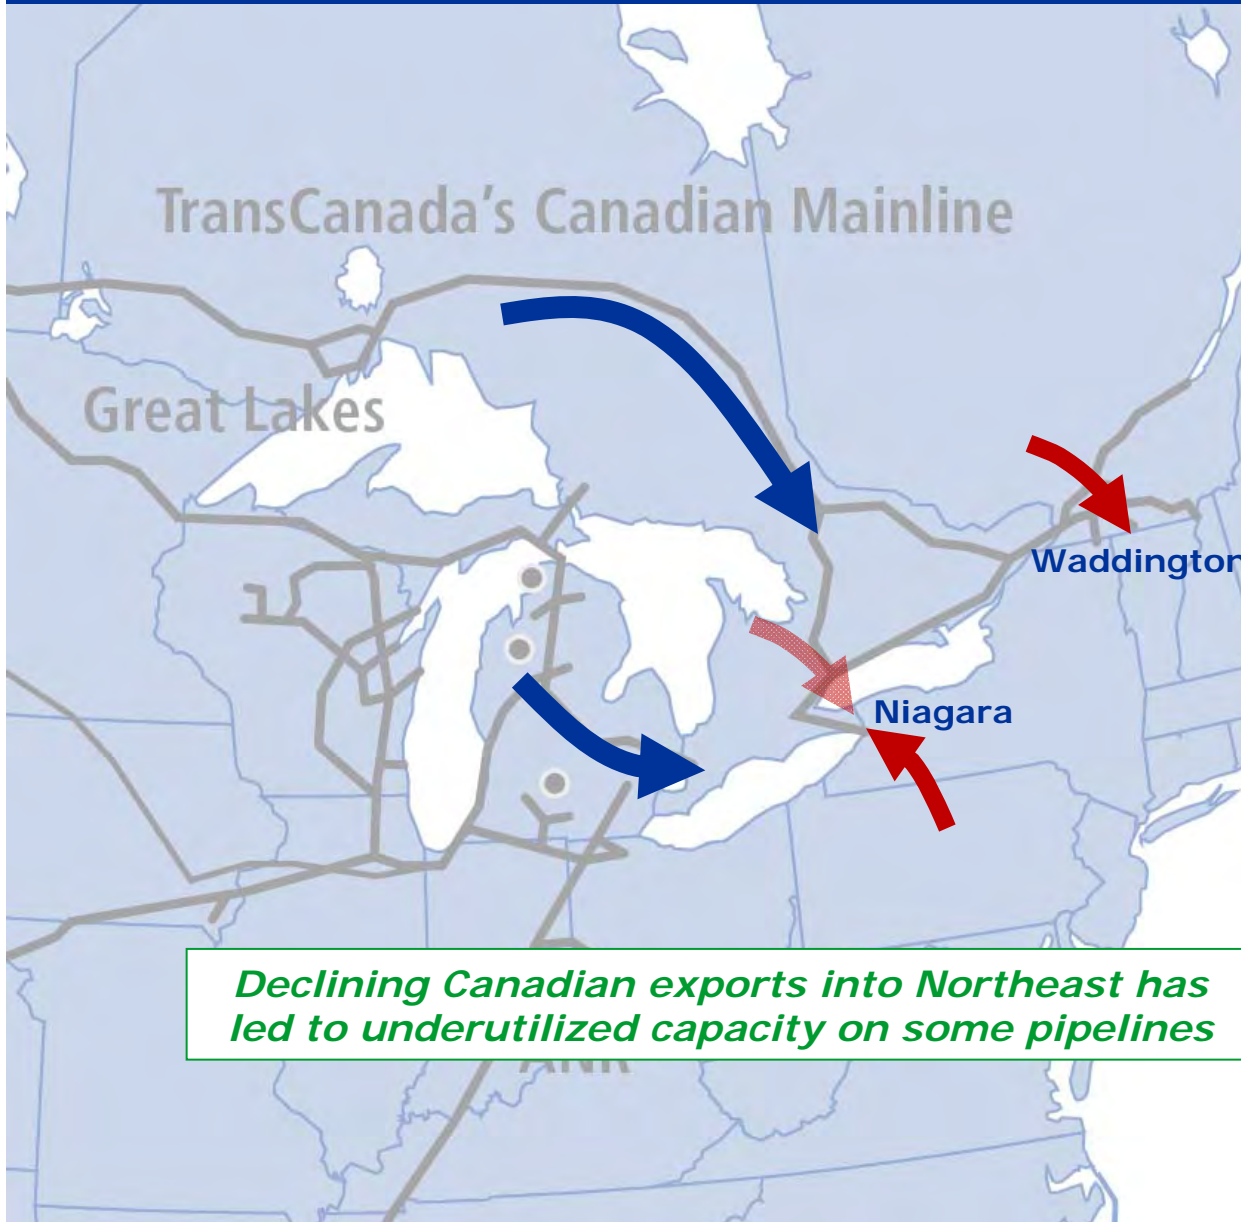 TransCanada's Canadian Mainline
Great Lakes
Waddington
Niagara
Declining Canadian exports into Northeast has
led to underutilized capacity on some pipelines
ANR